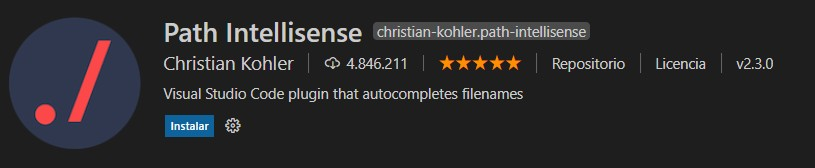 Path Intellisense christian-kohler.path-intellisense
Christian Kohler 4.846.211 Repositorio Licencia v2.3.0
Visual Studio Code plugin that autocompletes filenames
Instalar